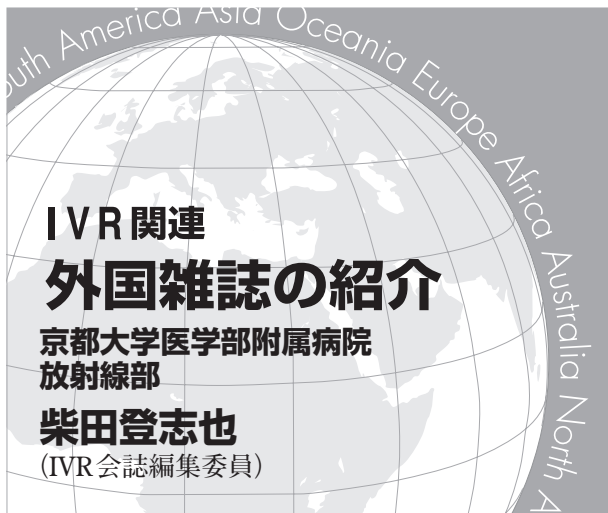 outh America Asia Oceania Europe Africa Australia North A
IVR関連
外国雑誌の紹介
京都大学医学部附属病院
放射線部
柴田登志也
(IVR会誌編集委員)